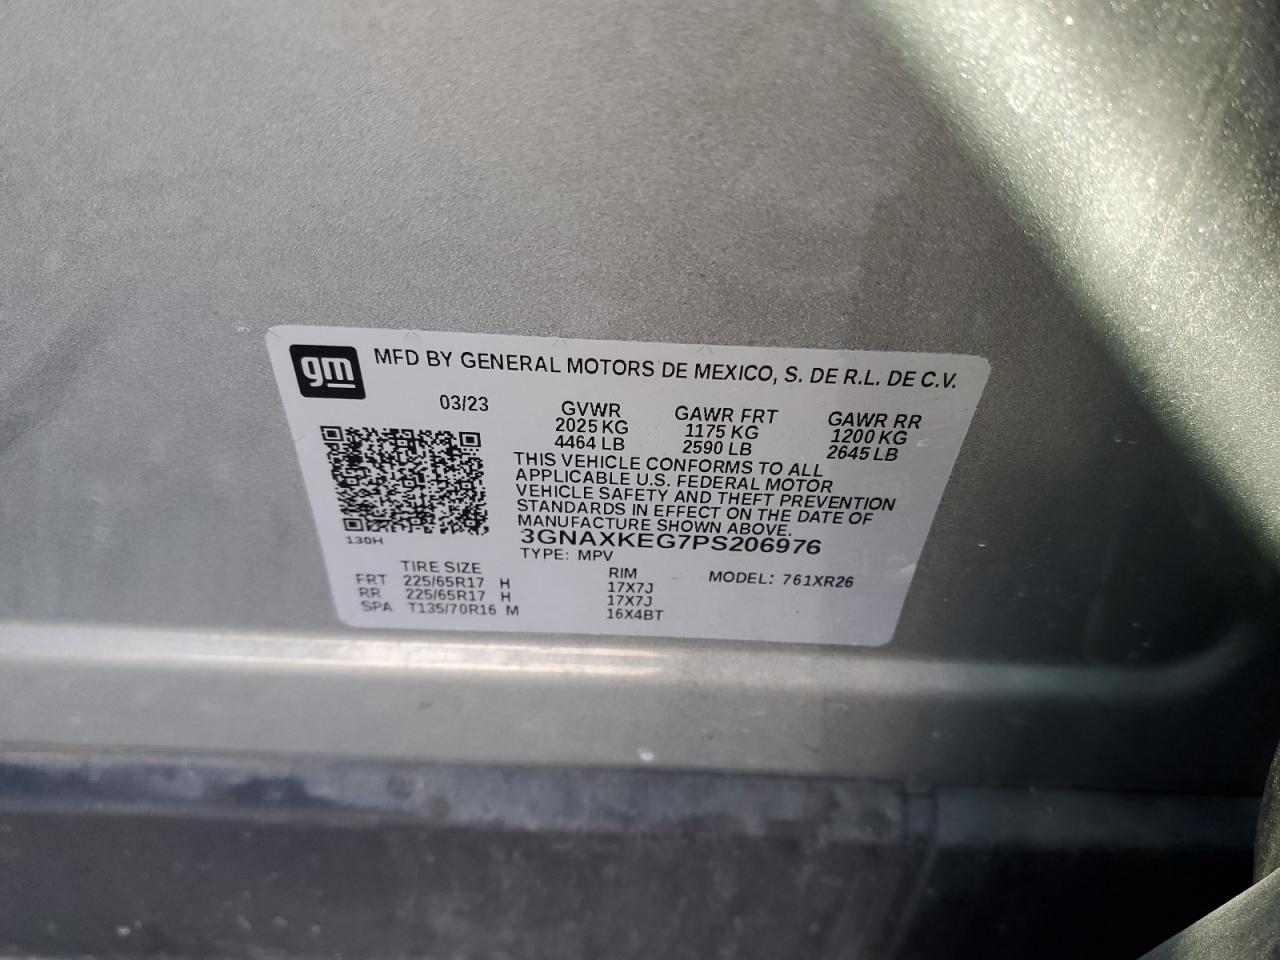 gm MFD BY GENERAL MOTORS DE MEXICO, S. DE R.L. DE C.V.
03/23 GVWR GAWR FRT GAWR RR
2025 KG 1175 KG 1200 KG
4464 LB 2590 LB 2645 LB
THIS VEHICLE CONFORMS TO ALL
APPLICABLE U.S. FEDERAL MOTOR
VEHICLE SAFETY AND THEFT PREVENTION
STANDARDS IN EFFECT ON THE DATE OF
MANUFACTURE SHOWN ABOVE.
130H 3GNAXKEG7PS206976
TYPE: MPV
TIRE SIZE RIM MODEL: 761XR26
FRT 225/65R17 H 17X7J
RR 225/65R17 H 17X7J
SPA T135/70R16 M 16X4BT